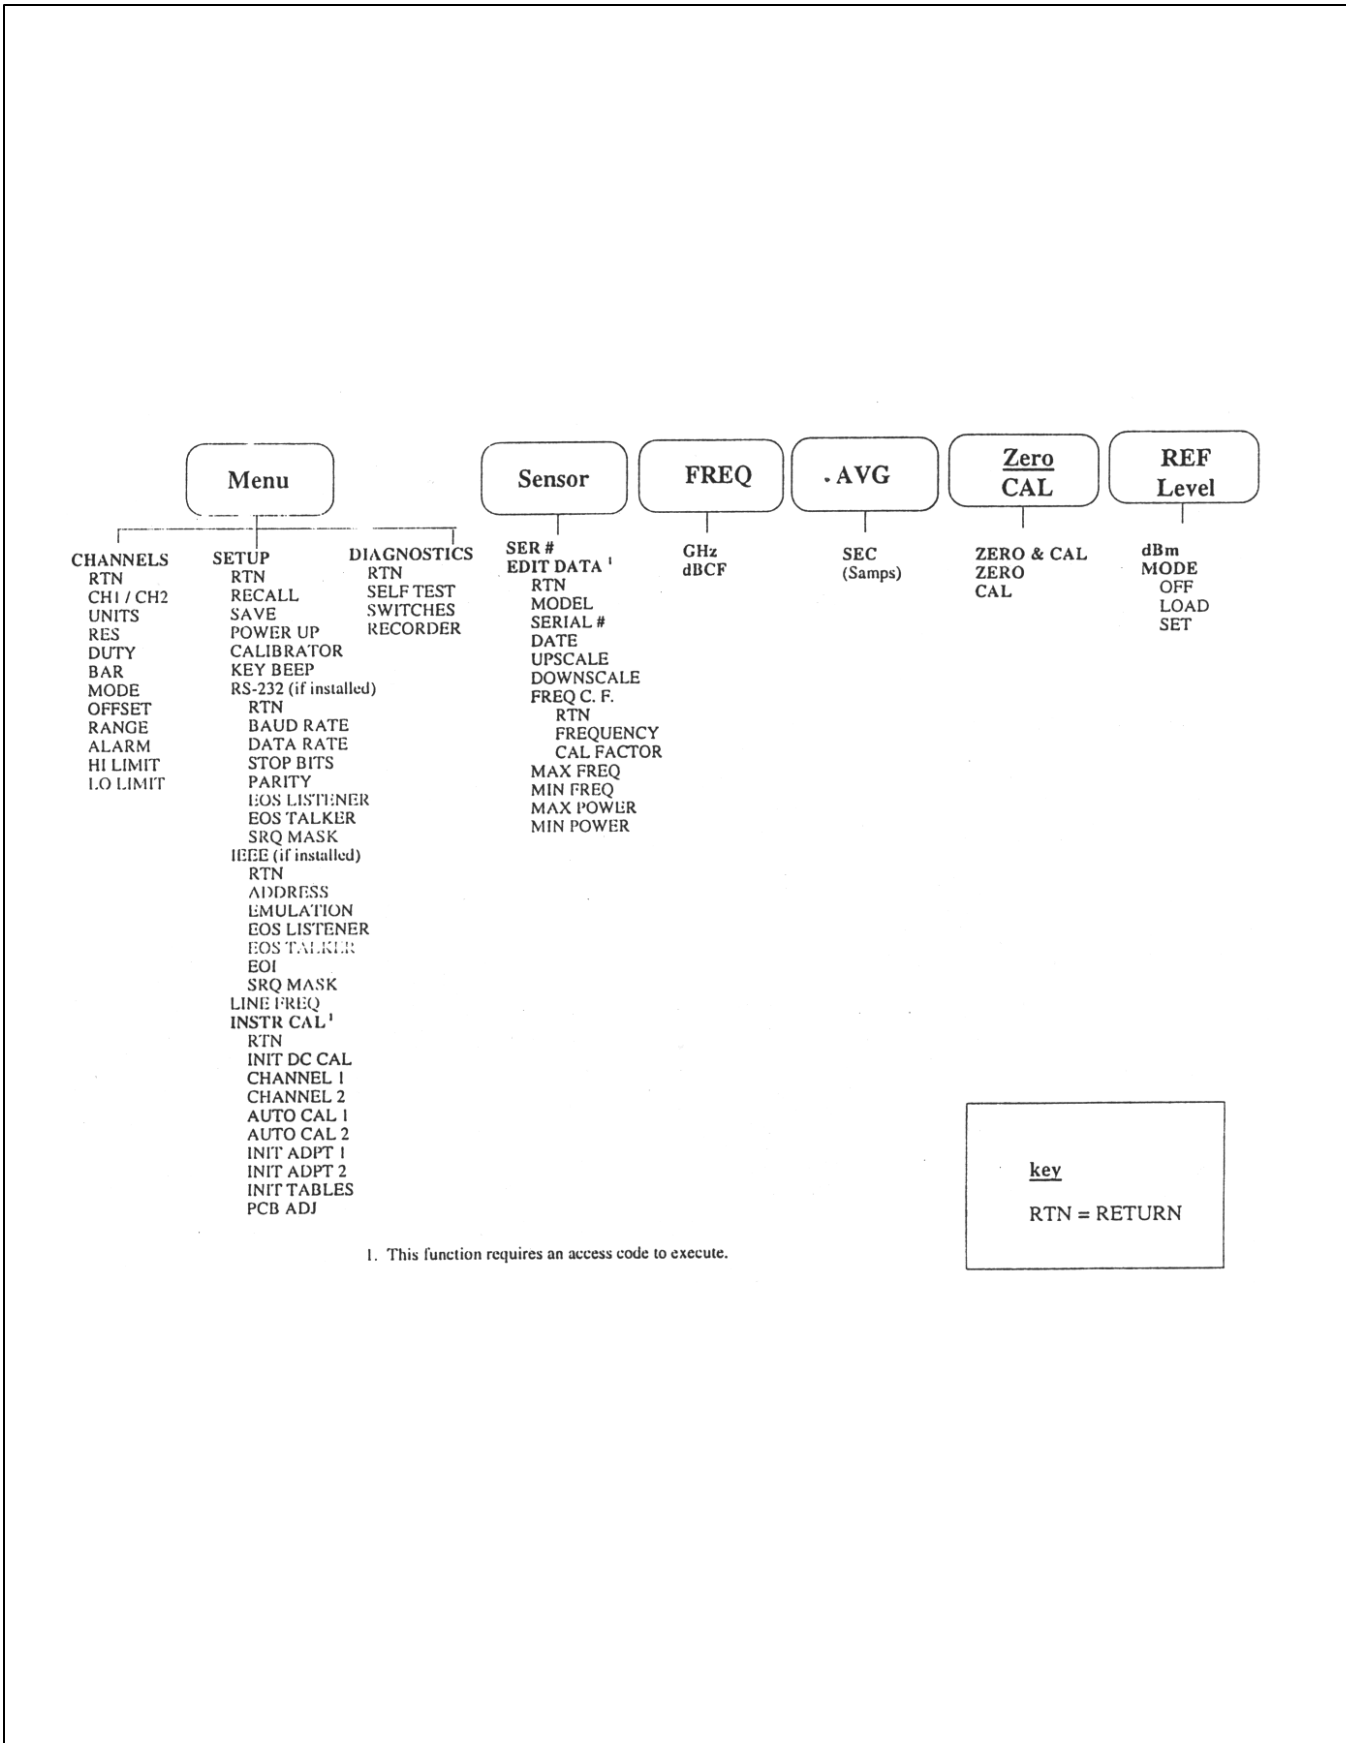 Menu
CHANNELS
RTN
CH1 / CH2
UNITS
RES
DUTY
BAR
MODE
OFFSET
RANGE
ALARM
HI LIMIT
LO LIMIT
SETUP
RTN
RECALL
SAVE
POWER UP
CALIBRATOR
KEY BEEP
RS-232 (if installed)
RTN
BAUD RATE
DATA RATE
STOP BITS
PARITY
EOS LISTENER
EOS TALKER
SRQ MASK
IEEE (if installed)
RTN
ADDRESS
EMULATION
EOS LISTENER
EOS TALKER
EOI
SRQ MASK
LINE FREQ
INSTR CAL ¹
RTN
INIT DC CAL
CHANNEL 1
CHANNEL 2
AUTO CAL 1
AUTO CAL 2
INIT ADPT 1
INIT ADPT 2
INIT TABLES
PCB ADJ
DIAGNOSTICS
RTN
SELF TEST
SWITCHES
RECORDER
Sensor
SER #
EDIT DATA ¹
RTN
MODEL
SERIAL #
DATE
UPSCALE
DOWNSCALE
FREQ C. F.
RTN
FREQUENCY
CAL FACTOR
MAX FREQ
MIN FREQ
MAX POWER
MIN POWER
FREQ
GHz
dBCF
AVG
SEC
(Samps)
Zero
CAL
ZERO & CAL
ZERO
CAL
REF
Level
dBm
MODE
OFF
LOAD
SET
key
RTN = RETURN
1. This function requires an access code to execute.